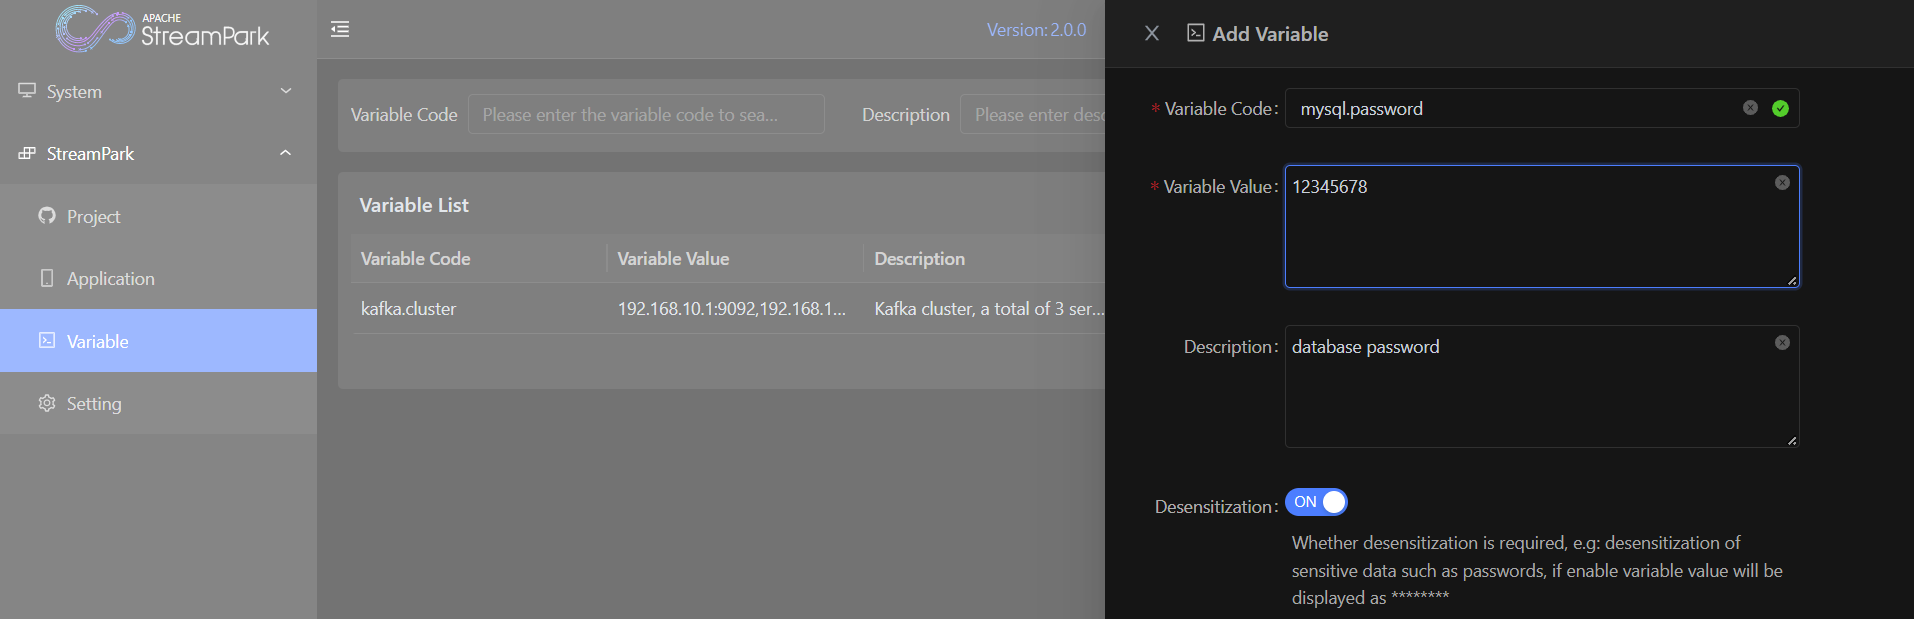 APACHE
StreamPark
System
StreamPark
Project
Application
Variable
Setting
Version: 2.0.0
Variable Code Please enter the variable code to sea... Description Please enter desc
Variable List
Variable Code Variable Value Description
kafka.cluster 192.168.10.1:9092,192.168.1... Kafka cluster, a total of 3 ser...
Add Variable
* Variable Code: mysql.password
* Variable Value: 12345678
Description: database password
Desensitization: ON
Whether desensitization is required, e.g: desensitization of
sensitive data such as passwords, if enable variable value will be
displayed as ********